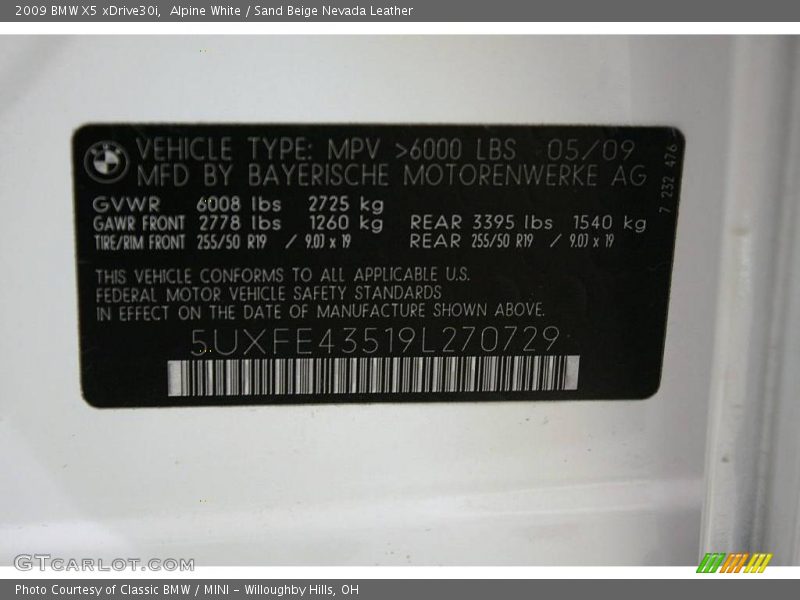 2009 BMW X5 xDrive30i,  Alpine White / Sand Beige Nevada Leather
VEHICLE TYPE: MPV >6000 LBS 05/09
MFD BY BAYERISCHE MOTORENWERKE AG
7 232 476
GVWR 6008 lbs 2725 kg
GAWR FRONT 2778 lbs 1260 kg REAR 3395 lbs 1540 kg
TIRE/RIM FRONT 255/50 R19 / 9.0J x 19 REAR 255/50 R19 / 9.0J x 19
THIS VEHICLE CONFORMS TO ALL APPLICABLE U.S.
FEDERAL MOTOR VEHICLE SAFETY STANDARDS
IN EFFECT ON THE DATE OF MANUFACTURE SHOWN ABOVE.
5UXFE43519L270729
GTCARLOT.COM
Photo Courtesy of Classic BMW / MINI - Willoughby Hills, OH